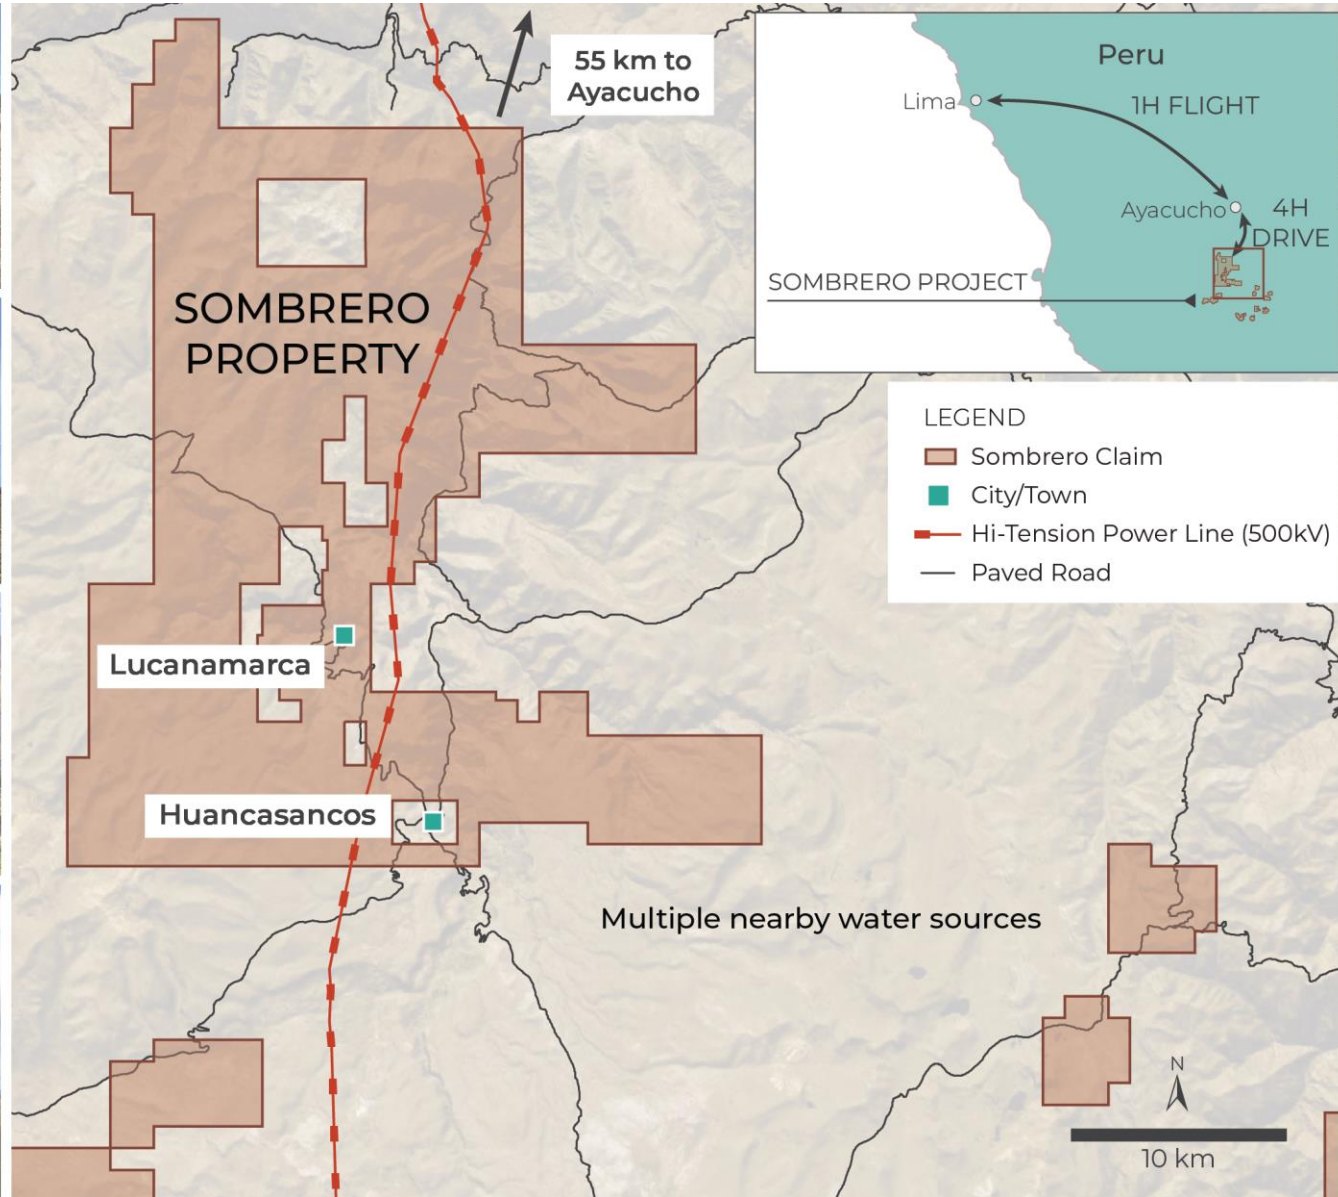 55 km to
Ayacucho
Peru
Lima
1H FLIGHT
Ayacucho
4H
DRIVE
SOMBRERO PROJECT
SOMBRERO
PROPERTY
LEGEND
Sombrero Claim
City/Town
Hi-Tension Power Line (500kV)
Paved Road
Lucanamarca
Huancasancos
Multiple nearby water sources
N
10 km